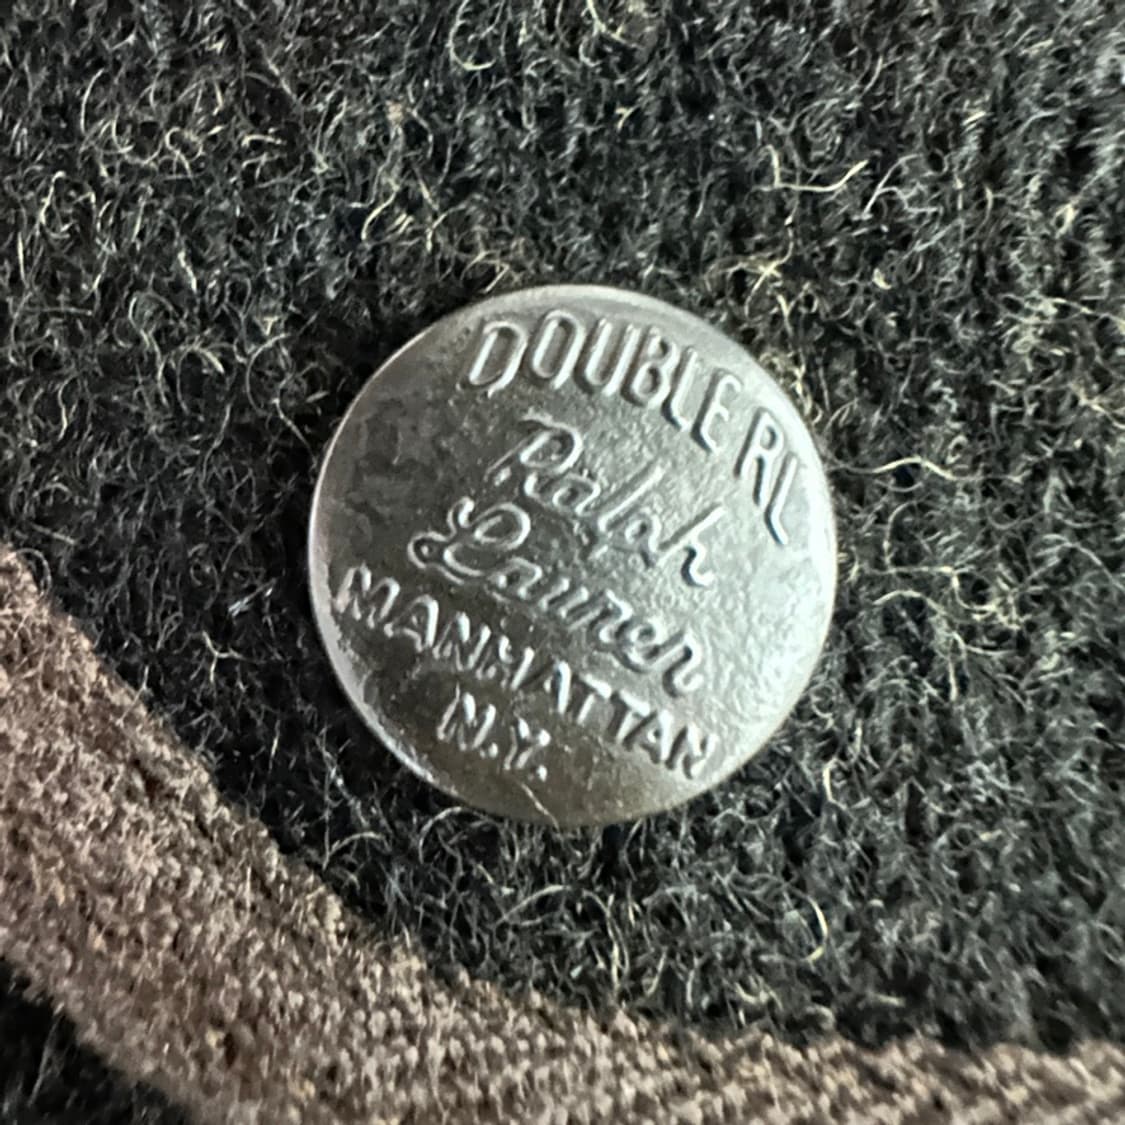 DOUBLE RL
Ralph
Lauren
MANHATTAN
N.Y.